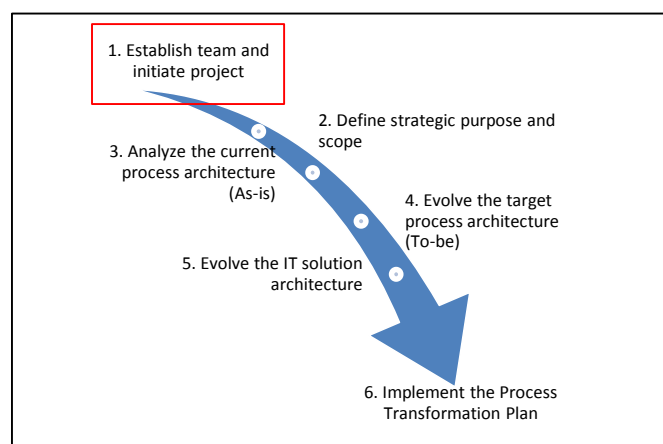 1. Establish team and
initiate project
2. Define strategic purpose and
scope
3. Analyze the current
process architecture
(As-is)
4. Evolve the target
process architecture
(To-be)
5. Evolve the IT solution
architecture
6. Implement the Process
Transformation Plan